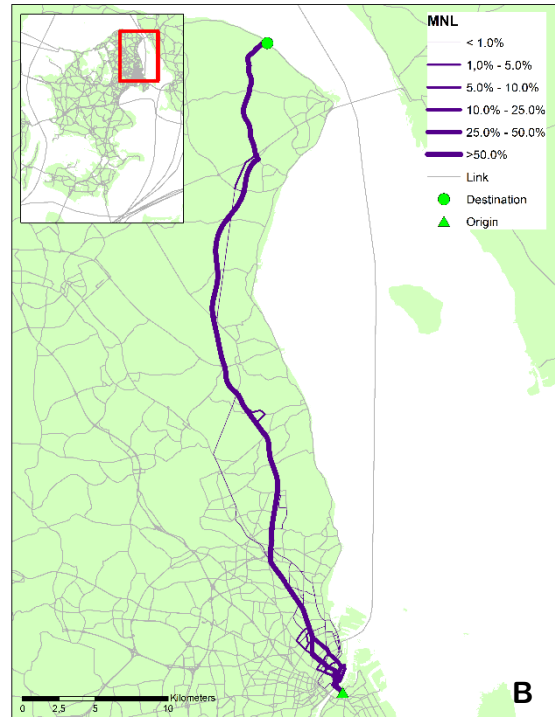 MNL
< 1.0%
1,0% - 5.0%
5.0% - 10.0%
10.0% - 25.0%
25.0% - 50.0%
>50.0%
Link
Destination
Origin
Kilometers
0 2,5 5 10
B